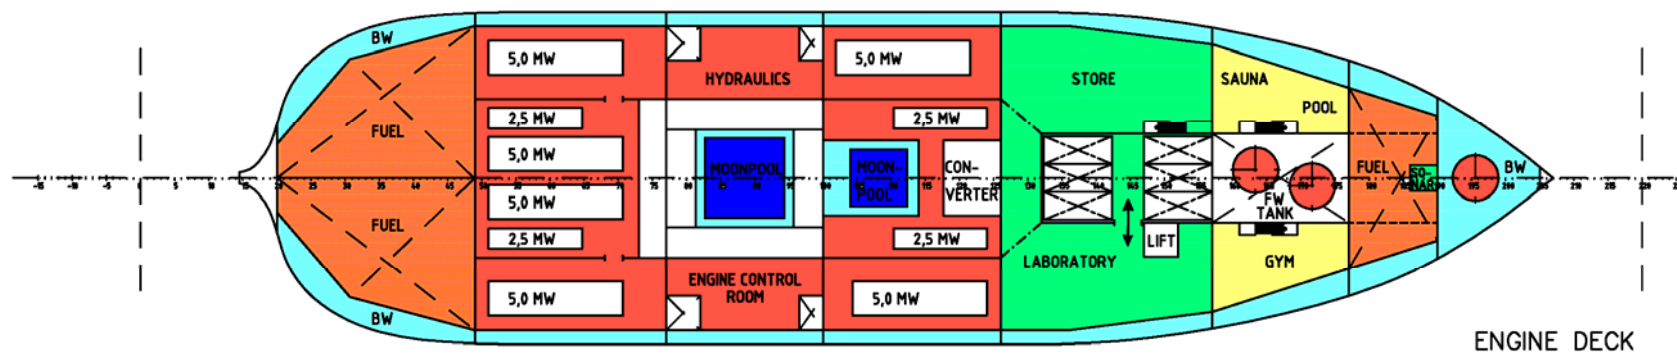 BW
5,0 MW
HYDRAULICS
5,0 MW
STORE
SAUNA
POOL
FUEL
2,5 MW
2,5 MW
5,0 MW
MOONPOOL
MOON-
POOL
CON-
VERTER
FUEL
SO-
NAR
BW
5,0 MW
FW
TANK
FUEL
2,5 MW
2,5 MW
LIFT
LABORATORY
GYM
5,0 MW
ENGINE CONTROL
ROOM
5,0 MW
BW
ENGINE DECK